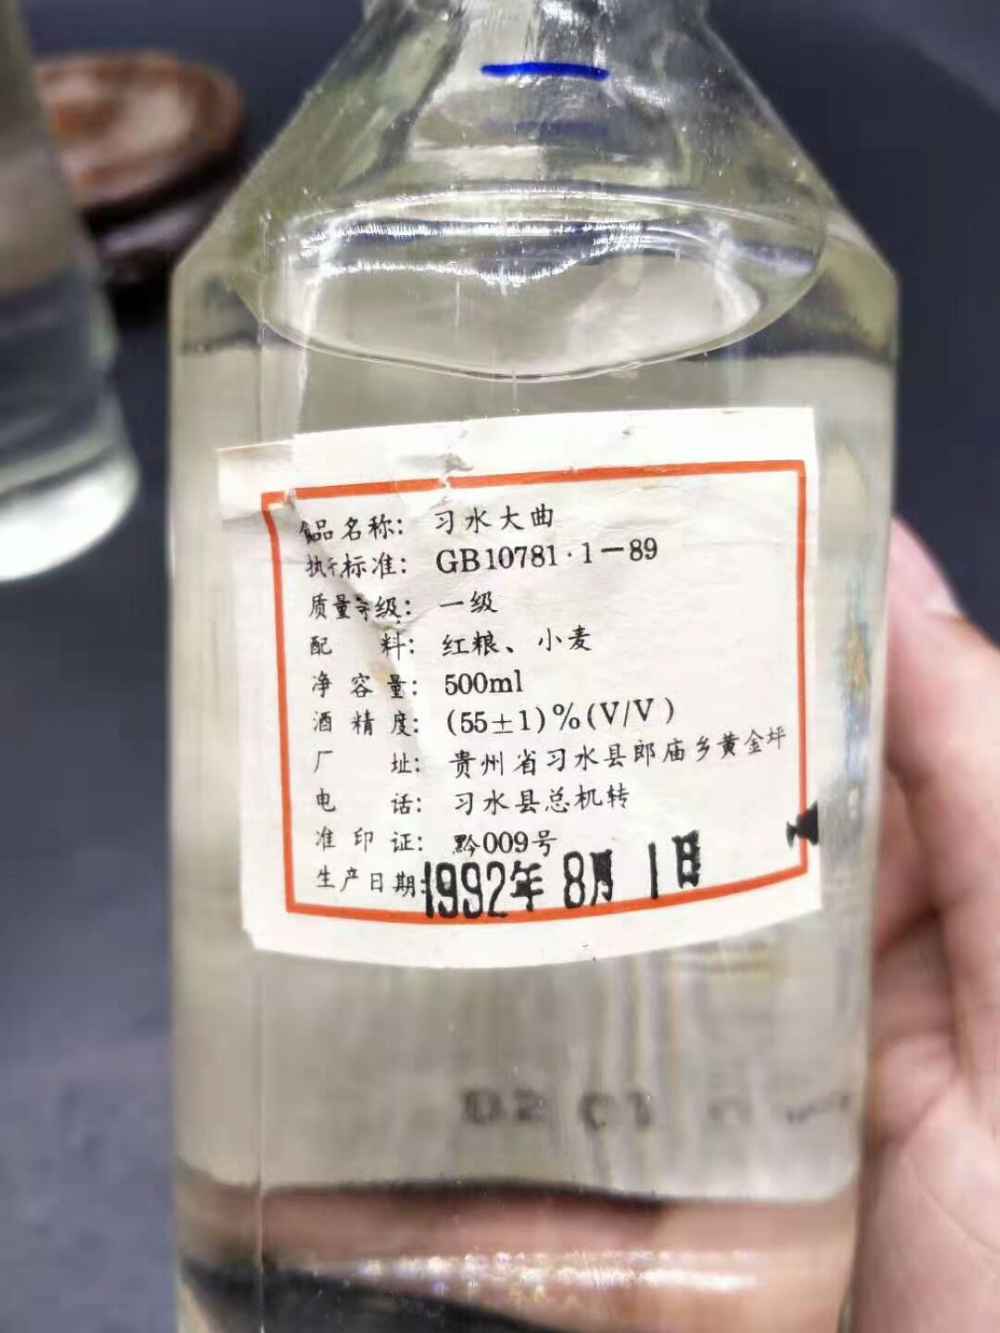 食品名称: 习水大曲
执行标准: GB10781·1—89
质量等级: 一级
配料: 红粮、小麦
净容量: 500ml
酒精度: (55±1)%(V/V)
厂址: 贵州省习水县郎庙乡黄金坪
电话: 习水县总机转
准印证: 黔009号
生产日期: 1992年8月1日